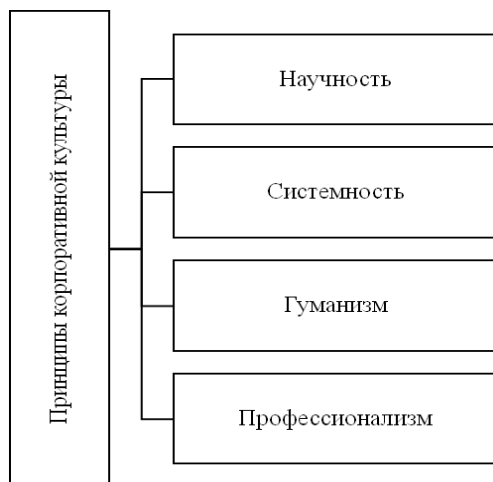 Принципы корпоративной культуры
Научность
Системность
Гуманизм
Профессионализм